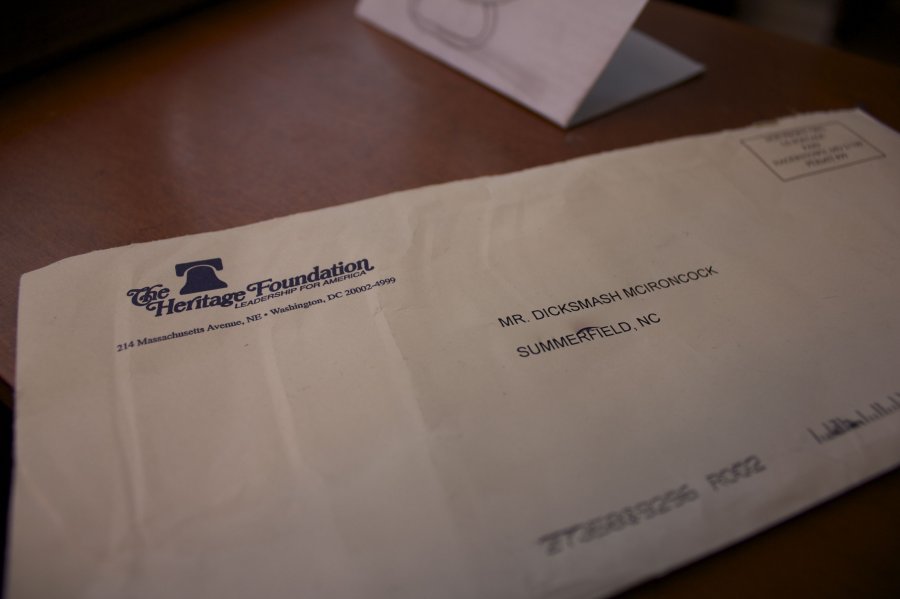 The
Heritage Foundation
LEADERSHIP FOR AMERICA
214 Massachusetts Avenue, NE • Washington, DC 20002-4999
MR. DICKSMASH MCIRONCOCK
SUMMERFIELD, NC
R002